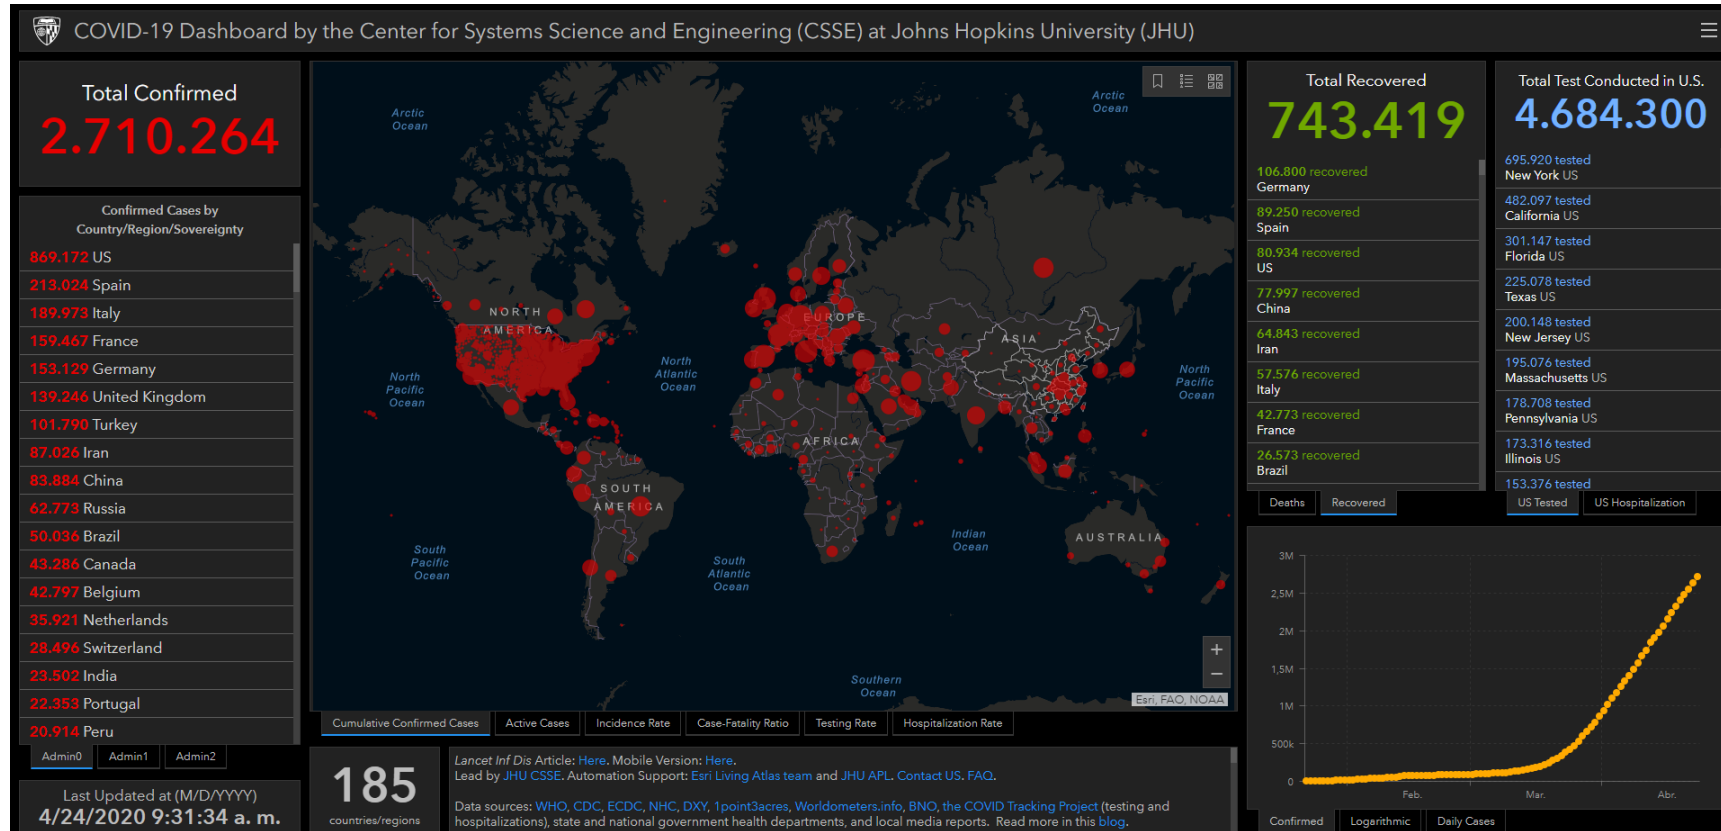 COVID-19 Dashboard by the Center for Systems Science and Engineering (CSSE) at Johns Hopkins University (JHU)
Total Confirmed
2.710.264
Confirmed Cases by
Country/Region/Sovereignty
869.172 US
213.024 Spain
189.973 Italy
159.467 France
153.129 Germany
139.246 United Kingdom
101.790 Turkey
87.026 Iran
83.884 China
62.773 Russia
50.036 Brazil
43.286 Canada
42.797 Belgium
35.921 Netherlands
28.496 Switzerland
23.502 India
22.353 Portugal
20.914 Peru
Admin0
Admin1
Admin2
Last Updated at (M/D/YYYY)
4/24/2020 9:31:34 a. m.
Arctic
Ocean
Arctic
Ocean
NORTH
AMERICA
EUROPE
ASIA
North
Pacific
Ocean
North
Atlantic
Ocean
North
Pacific
Ocean
AFRICA
SOUTH
AMERICA
South
Pacific
Ocean
South
Atlantic
Ocean
Indian
Ocean
AUSTRALIA
Southern
Ocean
Esri, FAO, NOAA
Cumulative Confirmed Cases
Active Cases
Incidence Rate
Case-Fatality Ratio
Testing Rate
Hospitalization Rate
185
countries/regions
Lancet Inf Dis Article: Here. Mobile Version: Here.
Lead by JHU CSSE. Automation Support: Esri Living Atlas team and JHU APL. Contact US. FAQ.
Data sources: WHO, CDC, ECDC, NHC, DXY, 1point3acres, Worldometers.info, BNO, the COVID Tracking Project (testing and
hospitalizations), state and national government health departments, and local media reports. Read more in this blog.
Total Recovered
743.419
106.800 recovered
Germany
89.250 recovered
Spain
80.934 recovered
US
77.997 recovered
China
64.843 recovered
Iran
57.576 recovered
Italy
42.773 recovered
France
26.573 recovered
Brazil
Deaths
Recovered
Total Test Conducted in U.S.
4.684.300
695.920 tested
New York US
482.097 tested
California US
301.147 tested
Florida US
225.078 tested
Texas US
200.148 tested
New Jersey US
195.076 tested
Massachusetts US
178.708 tested
Pennsylvania US
173.316 tested
Illinois US
153.376 tested
US Tested
US Hospitalization
3M
2,5M
2M
1,5M
1M
500k
0
Feb.
Mar.
Abr.
Confirmed
Logarithmic
Daily Cases